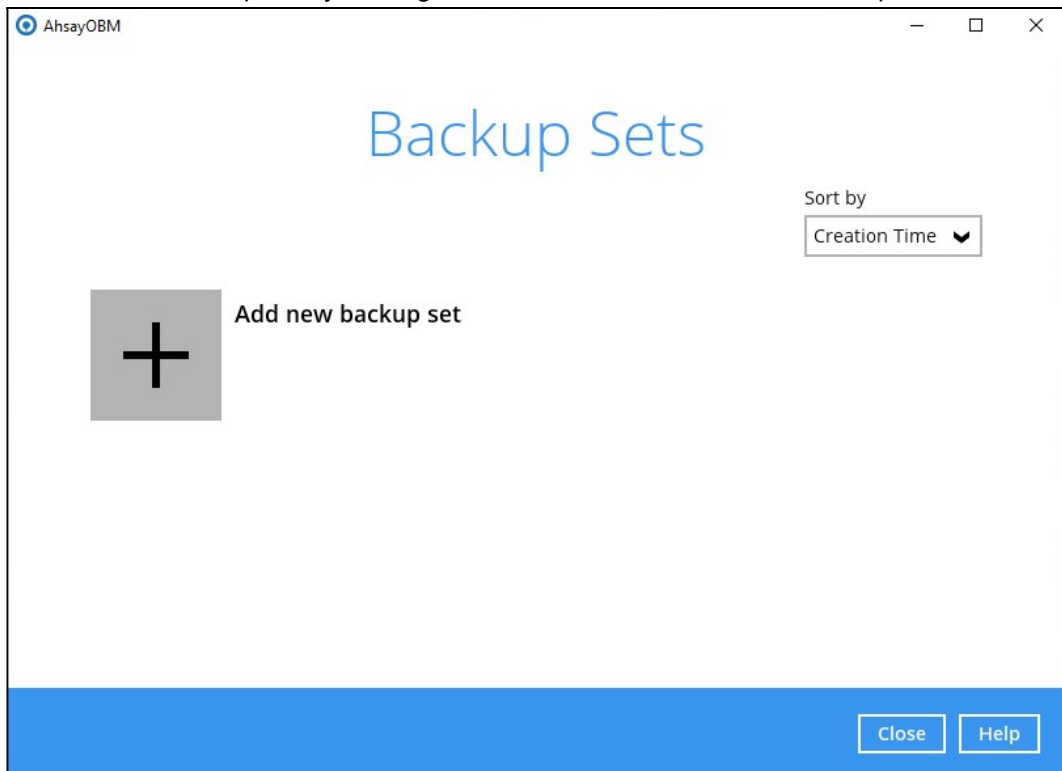 AhsayOBM
Backup Sets
Sort by
Creation Time
Add new backup set
Close Help